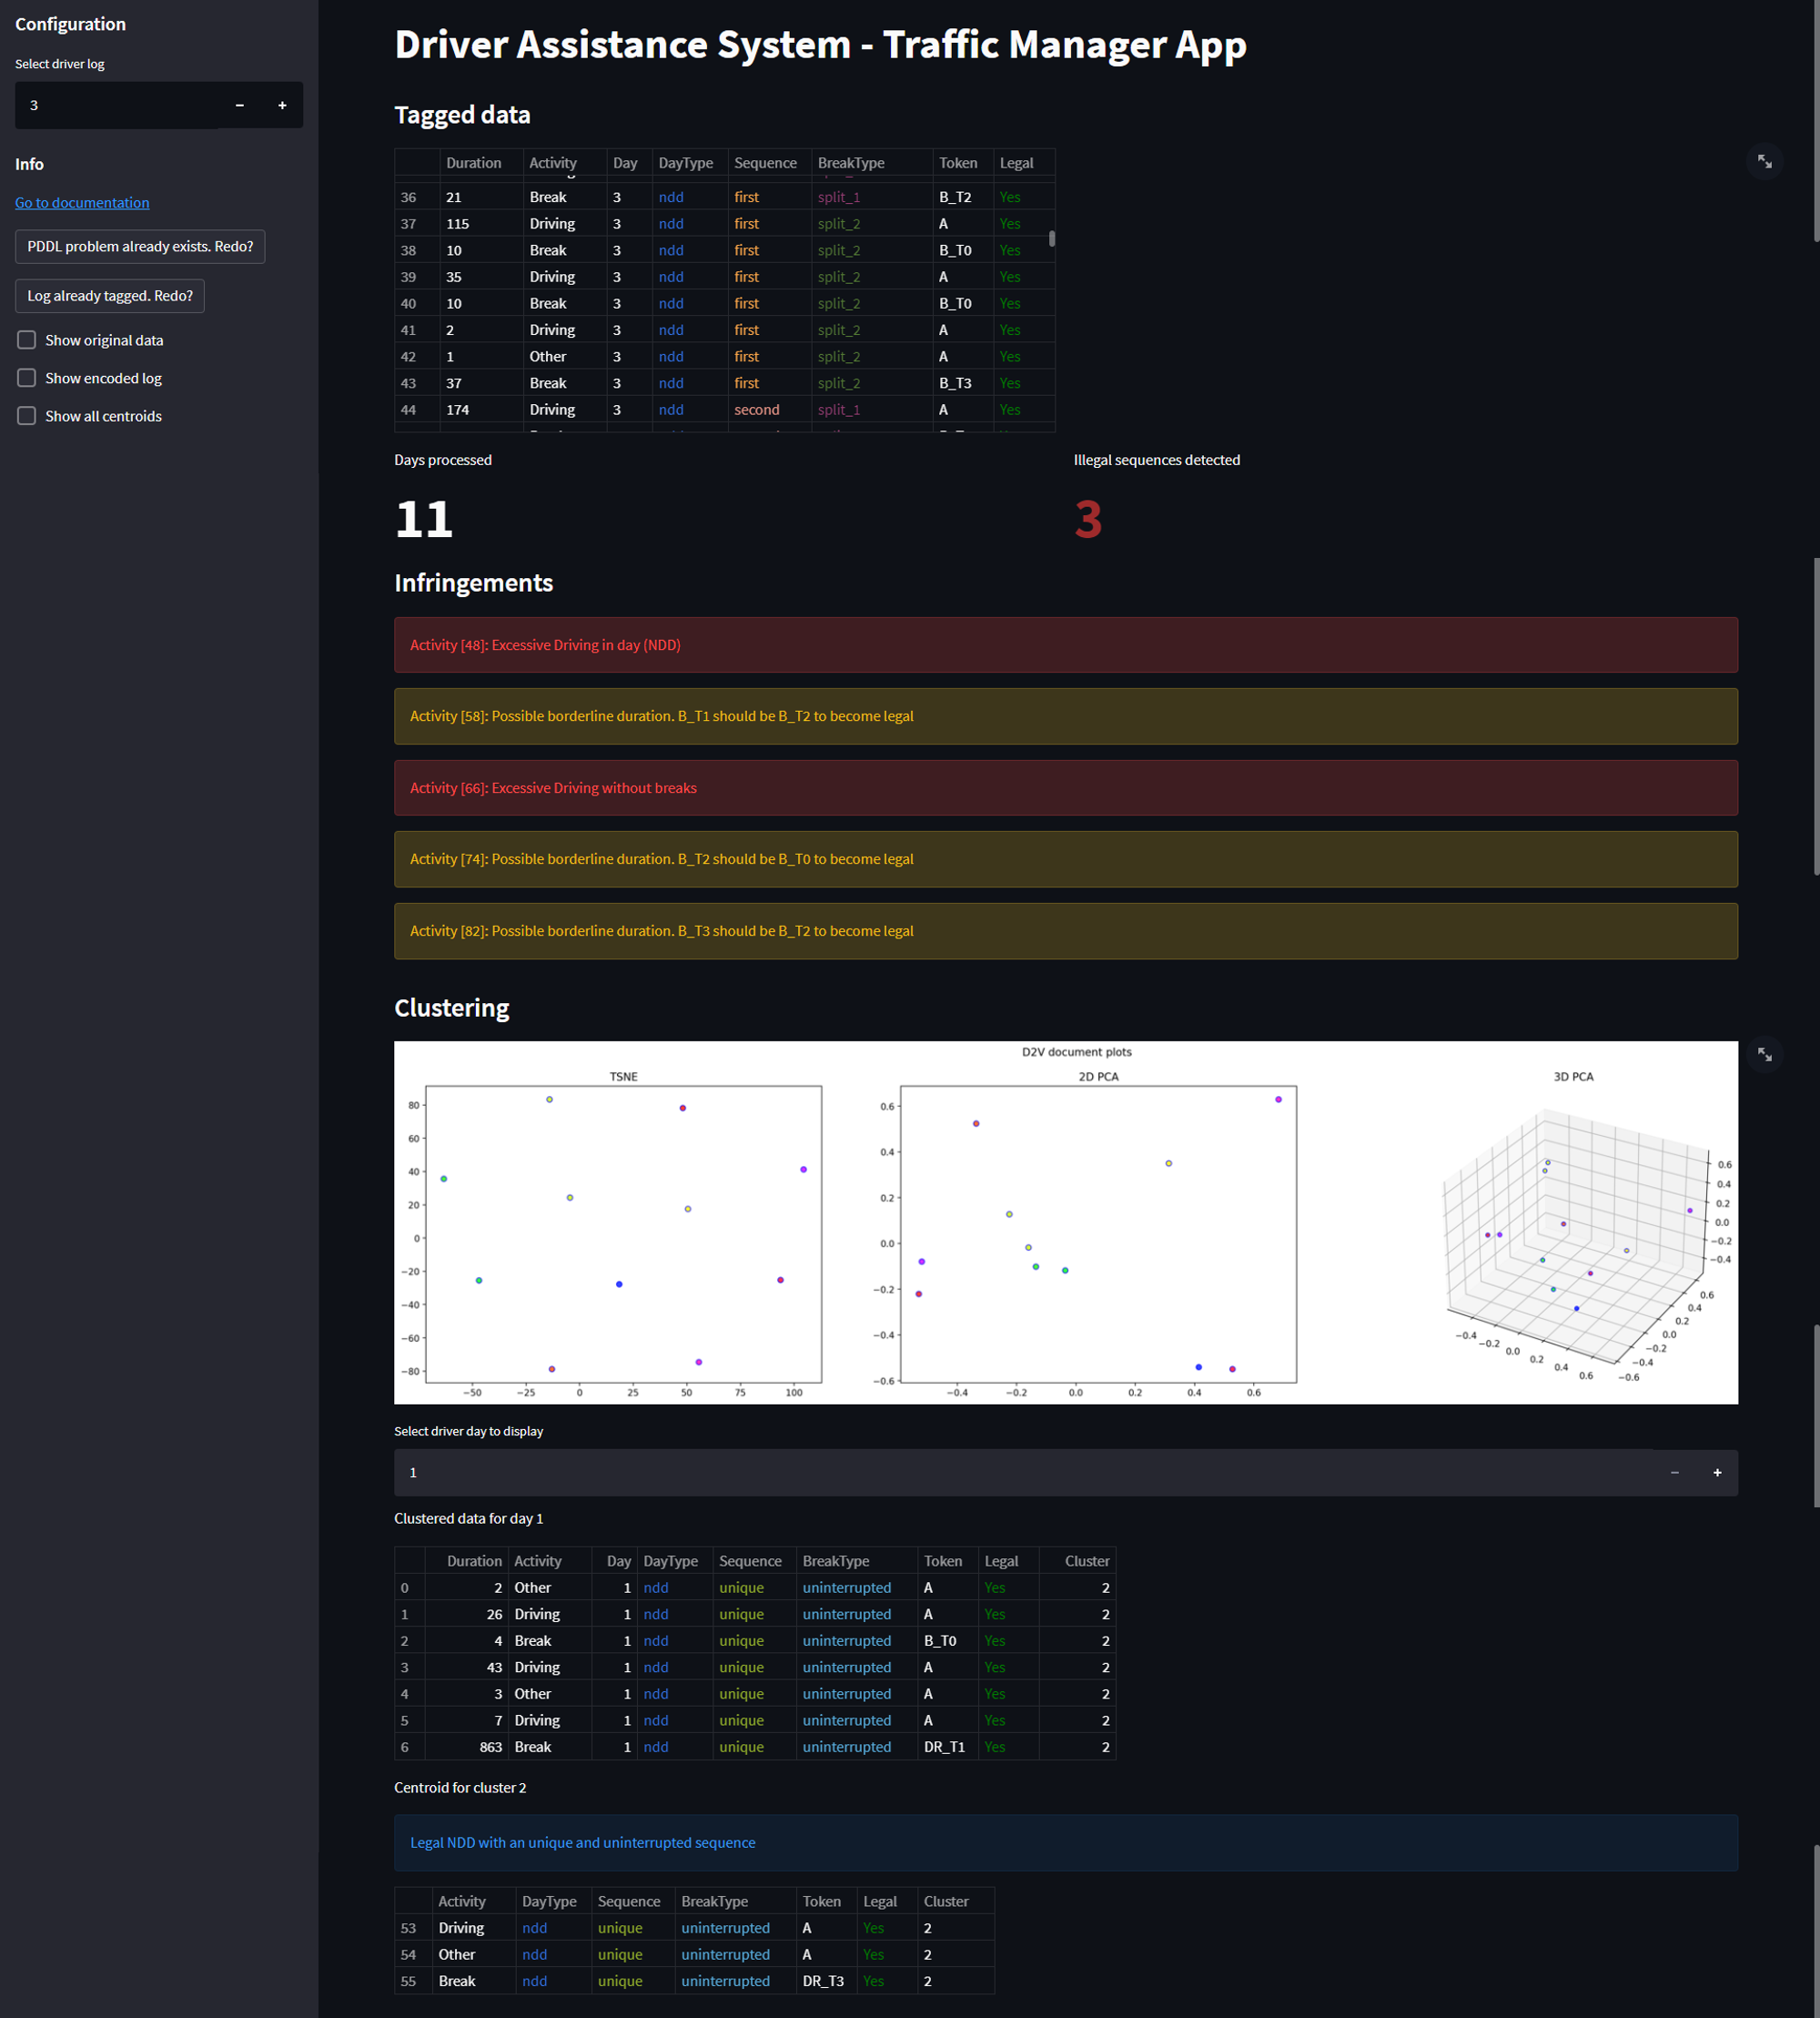 Configuration
Select driver log
3 − +
Info
Go to documentation
PDDL problem already exists. Redo?
Log already tagged. Redo?
Show original data
Show encoded log
Show all centroids
Driver Assistance System - Traffic Manager App
Tagged data
Duration Activity Day DayType Sequence BreakType Token Legal
36 21 Break 3 ndd first split_1 B_T2 Yes
37 115 Driving 3 ndd first split_2 A Yes
38 10 Break 3 ndd first split_2 B_T0 Yes
39 35 Driving 3 ndd first split_2 A Yes
40 10 Break 3 ndd first split_2 B_T0 Yes
41 2 Driving 3 ndd first split_2 A Yes
42 1 Other 3 ndd first split_2 A Yes
43 37 Break 3 ndd first split_2 B_T3 Yes
44 174 Driving 3 ndd second split_1 A Yes
Days processed
11
Illegal sequences detected
3
Infringements
Activity [48]: Excessive Driving in day (NDD)
Activity [58]: Possible borderline duration. B_T1 should be B_T2 to become legal
Activity [66]: Excessive Driving without breaks
Activity [74]: Possible borderline duration. B_T2 should be B_T0 to become legal
Activity [82]: Possible borderline duration. B_T3 should be B_T2 to become legal
Clustering
D2V document plots
TSNE
80
60
40
20
0
−20
−40
−60
−80
−50 −25 0 25 50 75 100
2D PCA
0.6
0.4
0.2
0.0
−0.2
−0.4
−0.6
−0.4 −0.2 0.0 0.2 0.4 0.6
3D PCA
0.6
0.4
0.2
0.0
−0.2
−0.4
0.6
0.4
0.2
0.0
−0.2
−0.4
−0.6
−0.4 −0.2 0.0 0.2 0.4 0.6
Select driver day to display
1 − +
Clustered data for day 1
Duration Activity Day DayType Sequence BreakType Token Legal Cluster
0 2 Other 1 ndd unique uninterrupted A Yes 2
1 26 Driving 1 ndd unique uninterrupted A Yes 2
2 4 Break 1 ndd unique uninterrupted B_T0 Yes 2
3 43 Driving 1 ndd unique uninterrupted A Yes 2
4 3 Other 1 ndd unique uninterrupted A Yes 2
5 7 Driving 1 ndd unique uninterrupted A Yes 2
6 863 Break 1 ndd unique uninterrupted DR_T1 Yes 2
Centroid for cluster 2
Legal NDD with an unique and uninterrupted sequence
Activity DayType Sequence BreakType Token Legal Cluster
53 Driving ndd unique uninterrupted A Yes 2
54 Other ndd unique uninterrupted A Yes 2
55 Break ndd unique uninterrupted DR_T3 Yes 2